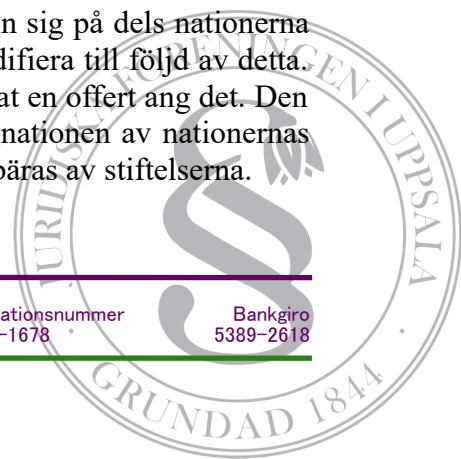 n sig på dels nationerna
difiera till följd av detta.
at en offert ang det. Den
nationen av nationernas
bäras av stiftelserna.
ationsnummer Bankgiro
-1678 5389-2618
JURIDISKA FÖRENINGEN I UPPSALA
GRUNDAD 1844